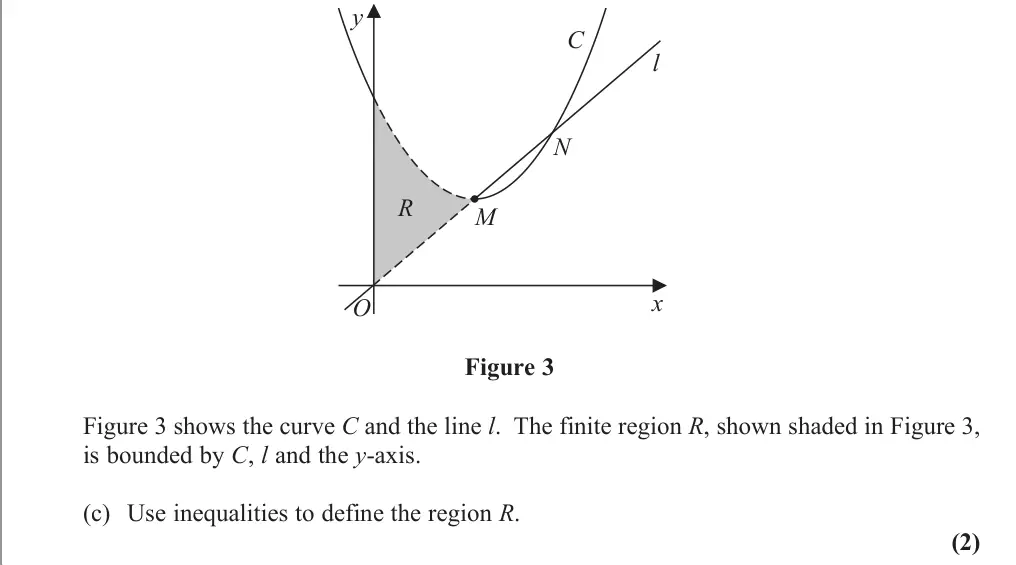 y
C
l
N
R
M
O
x
Figure 3
Figure 3 shows the curve C and the line l. The finite region R, shown shaded in Figure 3,
is bounded by C, l and the y-axis.
(c) Use inequalities to define the region R.
(2)